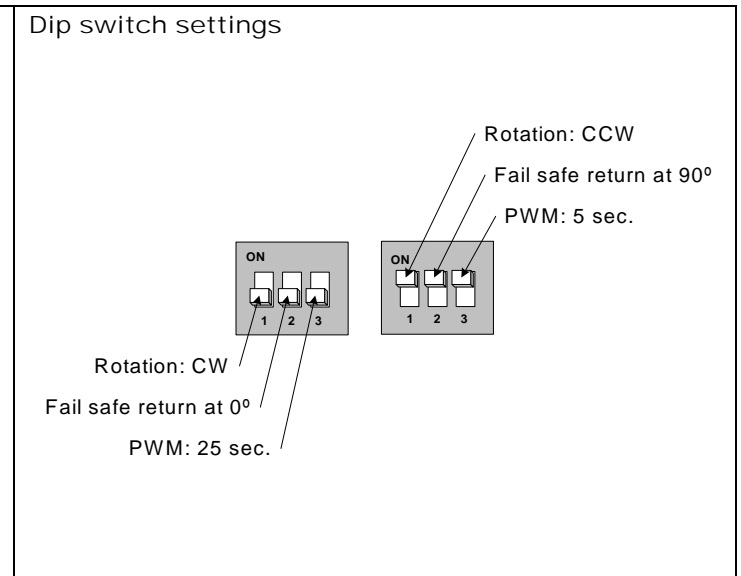 Dip switch settings
Rotation: CCW
Fail safe return at 90º
PWM: 5 sec.
ON
1 2 3
ON
1 2 3
Rotation: CW
Fail safe return at 0º
PWM: 25 sec.